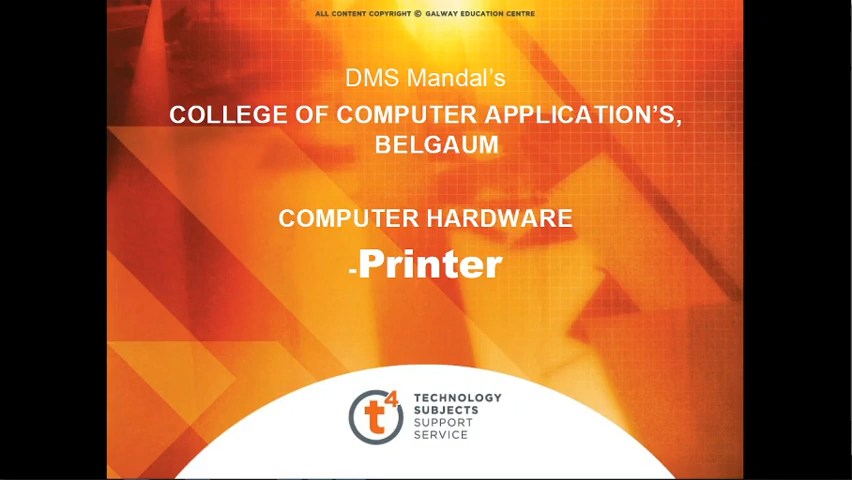 ALL CONTENT COPYRIGHT © GALWAY EDUCATION CENTRE
DMS Mandal’s
COLLEGE OF COMPUTER APPLICATION’S,
BELGAUM
COMPUTER HARDWARE
-Printer
t4
TECHNOLOGY
SUBJECTS
SUPPORT
SERVICE